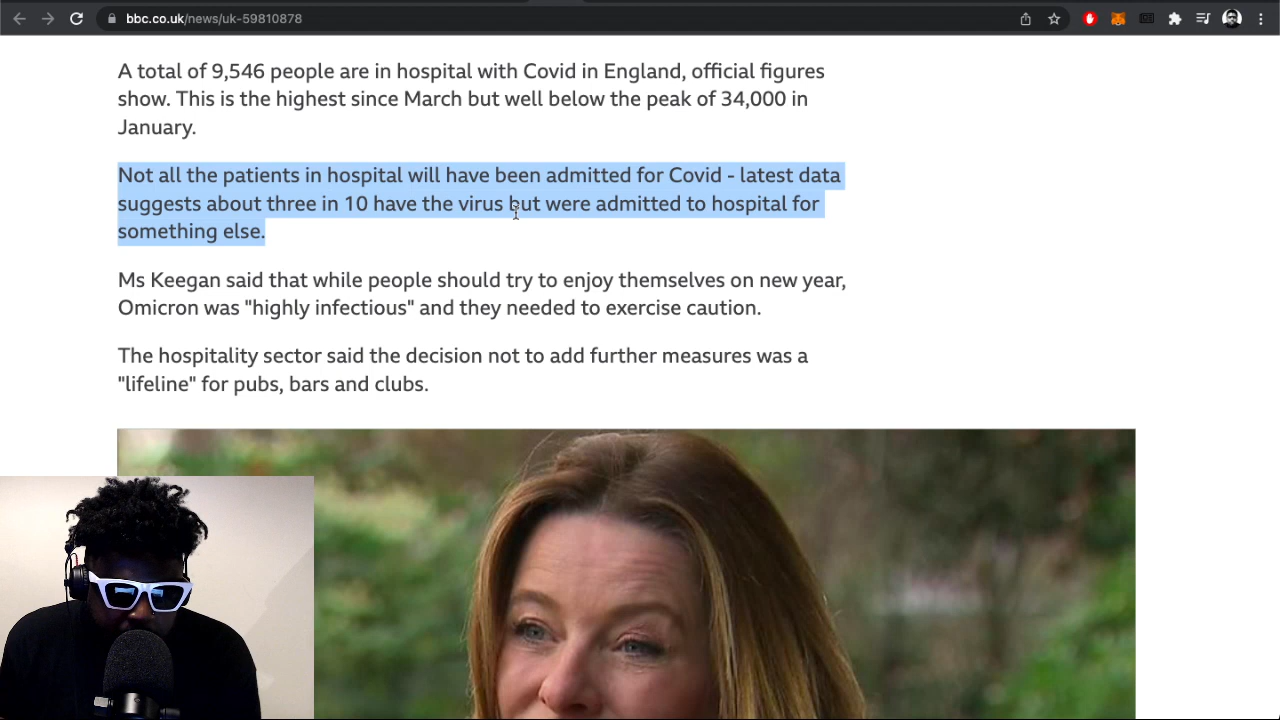 bbc.co.uk/news/uk-59810878
A total of 9,546 people are in hospital with Covid in England, official figures
show. This is the highest since March but well below the peak of 34,000 in
January.
Not all the patients in hospital will have been admitted for Covid - latest data
suggests about three in 10 have the virus but were admitted to hospital for
something else.
Ms Keegan said that while people should try to enjoy themselves on new year,
Omicron was "highly infectious" and they needed to exercise caution.
The hospitality sector said the decision not to add further measures was a
"lifeline" for pubs, bars and clubs.